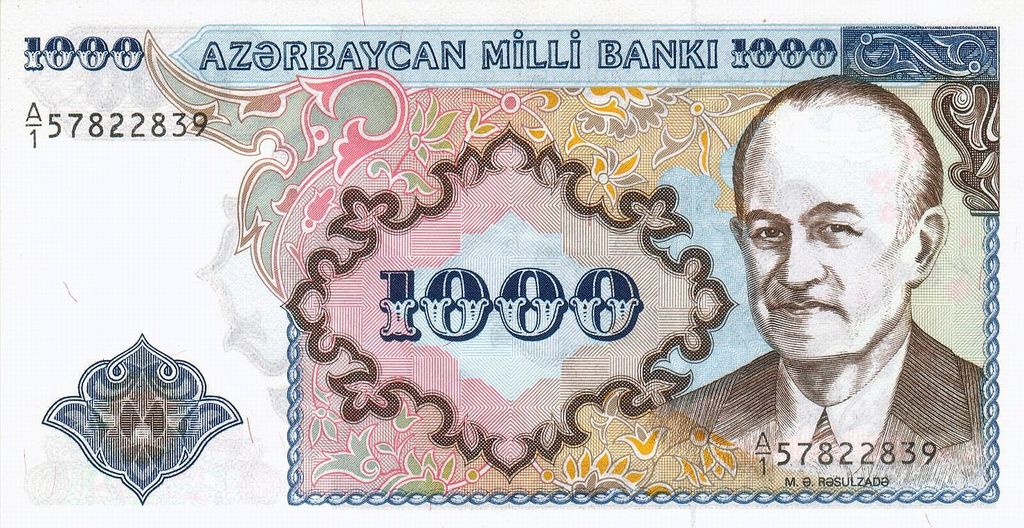 1000 AZƏRBAYCAN MİLLİ BANKI 1000
A/1 57822839
1000
A/1 57822839
M. Ə. RƏSULZADƏ